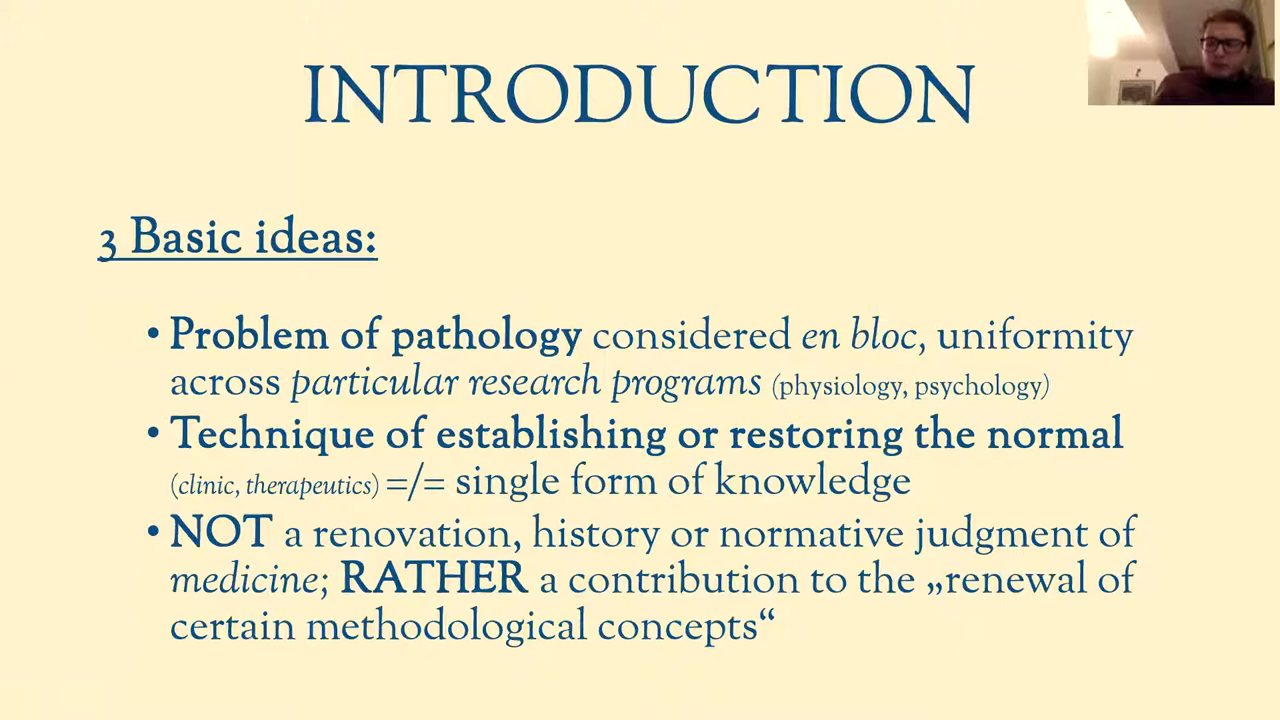 INTRODUCTION
3 Basic ideas:
• Problem of pathology considered en bloc, uniformity
across particular research programs (physiology, psychology)
• Technique of establishing or restoring the normal
(clinic, therapeutics) =/= single form of knowledge
• NOT a renovation, history or normative judgment of
medicine; RATHER a contribution to the „renewal of
certain methodological concepts“